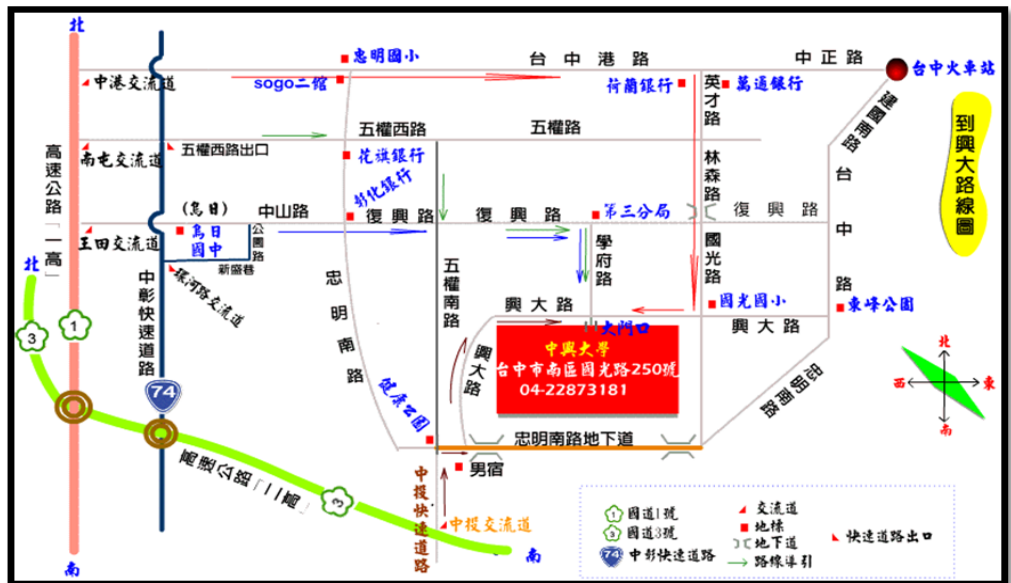 北
忠明國小
台中港路
中正路
中港交流道
sogo二館
荷蘭銀行
英才路
萬通銀行
台中火車站
建國南路
到興大路線圖
五權西路
五權路
高速公路「一高」
南屯交流道
五權西路出口
花旗銀行
彰化銀行
林森路
台中路
(烏日)
中山路
復興路
復興路
第三分局
復興路
王田交流道
烏日國中
公園路
新盛巷
學府路
國光路
北
環河路交流道
中彰快速道路
忠明南路
五權南路
興大路
國光國小
東峰公園
大門口
興大路
3
1
中興大學
台中市南區國光路250號
04-22873181
興大路
忠明南路
北
西
東
南
74
健康公園
忠明南路地下道
高速公路「二高」
男宿
中投快速道路
3
中投交流道
南
南
1
國道1號
3
國道3號
74
中彰快速道路
交流道
地標
地下道
路線導引
快速道路出口